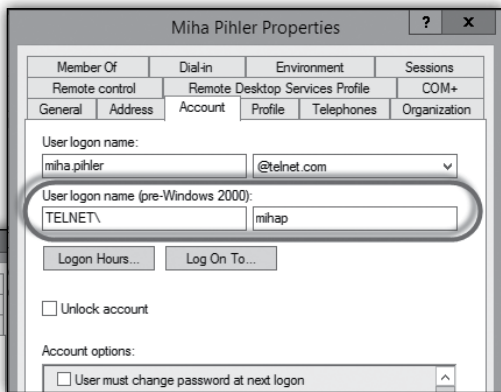 Miha Pihler Properties ? x
Member Of Dial-in Environment Sessions
Remote control Remote Desktop Services Profile COM+
General Address Account Profile Telephones Organization
User logon name:
miha.pihler @telnet.com
User logon name (pre-Windows 2000):
TELNET\ mihap
Logon Hours... Log On To...
Unlock account
Account options:
User must change password at next logon